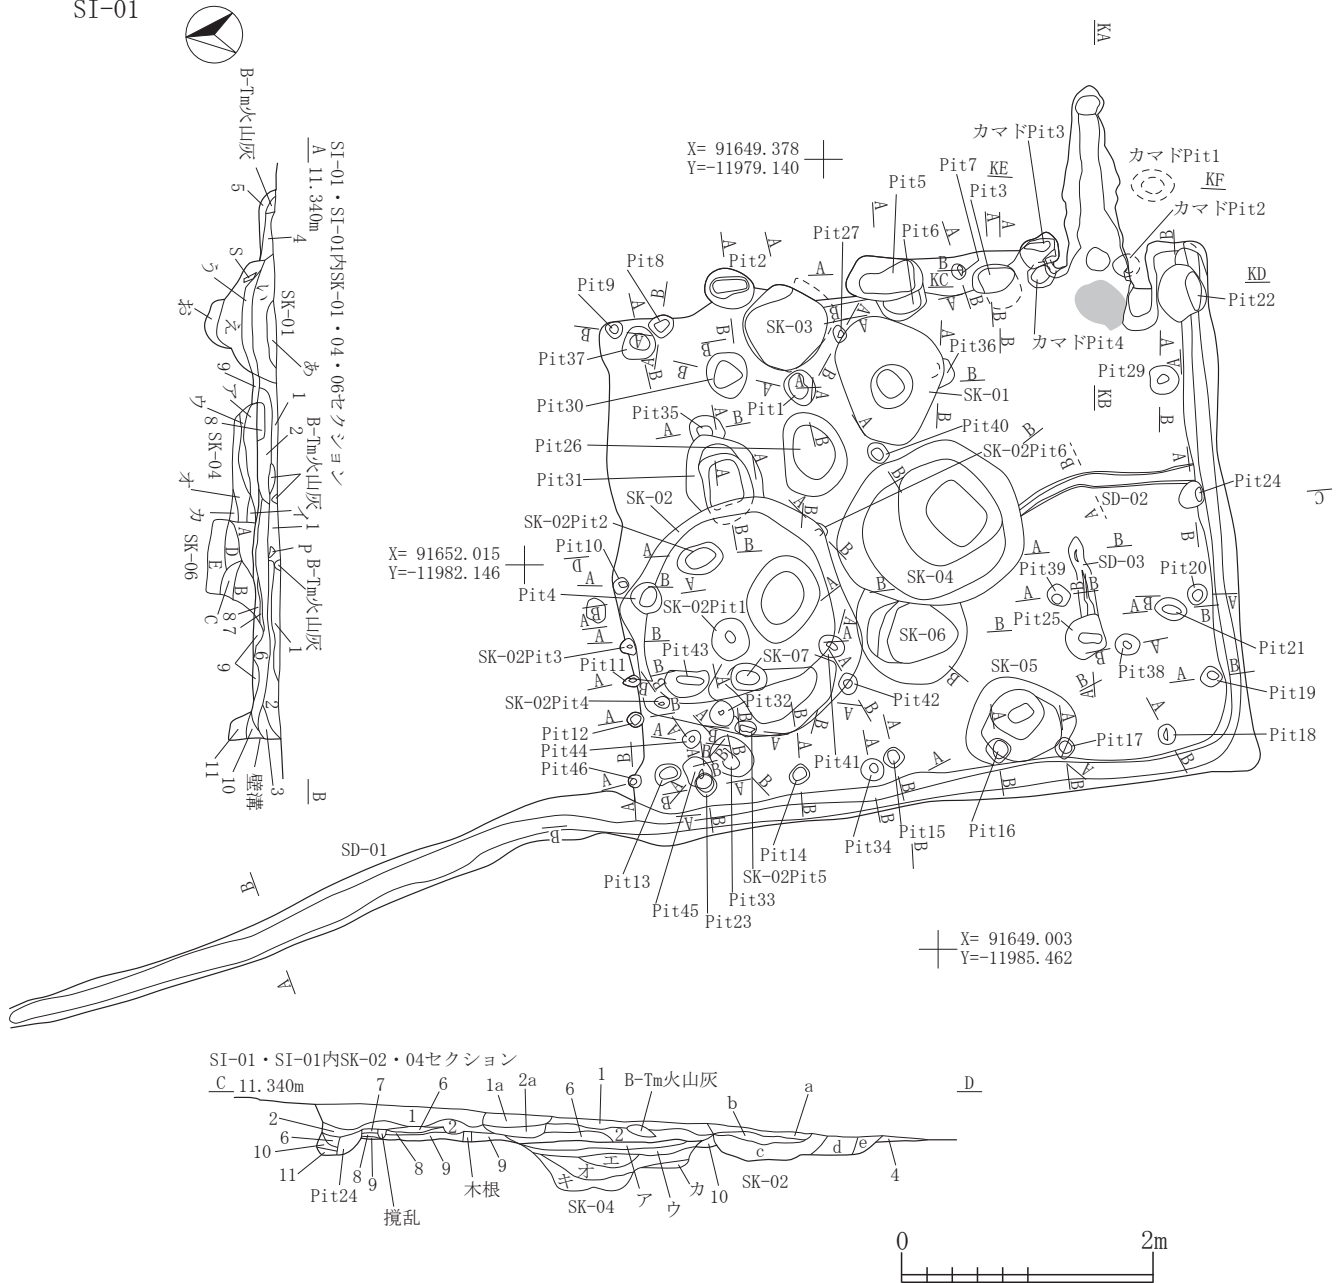 SI-01
B-Tm火山灰
A 11.340m
SI-01・SI-01内SK-01・04・06セクション
5
4
S
い
う
え
お
SK-01
あ
9
ア
ウ
8
SK-04
1
2
B-Tm火山灰
イ
1
オ
カ
A
D
E
SK-06
B
C
P
B-Tm火山灰
8
7
6
9
1
2
3
11
10
壁溝
B
KA
X= 91649.378
Y=-11979.140
カマドPit3
カマドPit1
KE
KF
Pit7
Pit3
Pit5
カマドPit2
Pit27
Pit6
Pit2
Pit8
Pit9
KC
KD
Pit22
SK-03
カマドPit4
Pit37
Pit36
Pit29
KB
Pit30
Pit1
SK-01
Pit35
Pit40
Pit26
SK-02Pit6
Pit31
Pit24
C
SK-02
SD-02
SK-02Pit2
X= 91652.015
Y=-11982.146
Pit10
D
SD-03
Pit39
Pit20
SK-04
Pit4
SK-02Pit1
Pit25
Pit21
SK-06
Pit43
SK-02Pit3
SK-07
Pit11
SK-05
Pit38
Pit19
SK-02Pit4
Pit32
Pit42
Pit12
Pit44
Pit46
Pit41
Pit17
Pit18
Pit16
Pit15
Pit34
Pit14
SD-01
Pit13
SK-02Pit5
Pit33
Pit45
Pit23
X= 91649.003
Y=-11985.462
SI-01・SI-01内SK-02・04セクション
C 11.340m
D
7
6
1a
2a
6
1
B-Tm火山灰
b
a
2
6
10
11
1
2
2
c
d
e
4
Pit24
8
9
撹乱
8
9
木根
9
エ
オ
キ
SK-04
ア
ウ
カ
10
SK-02
0
2m